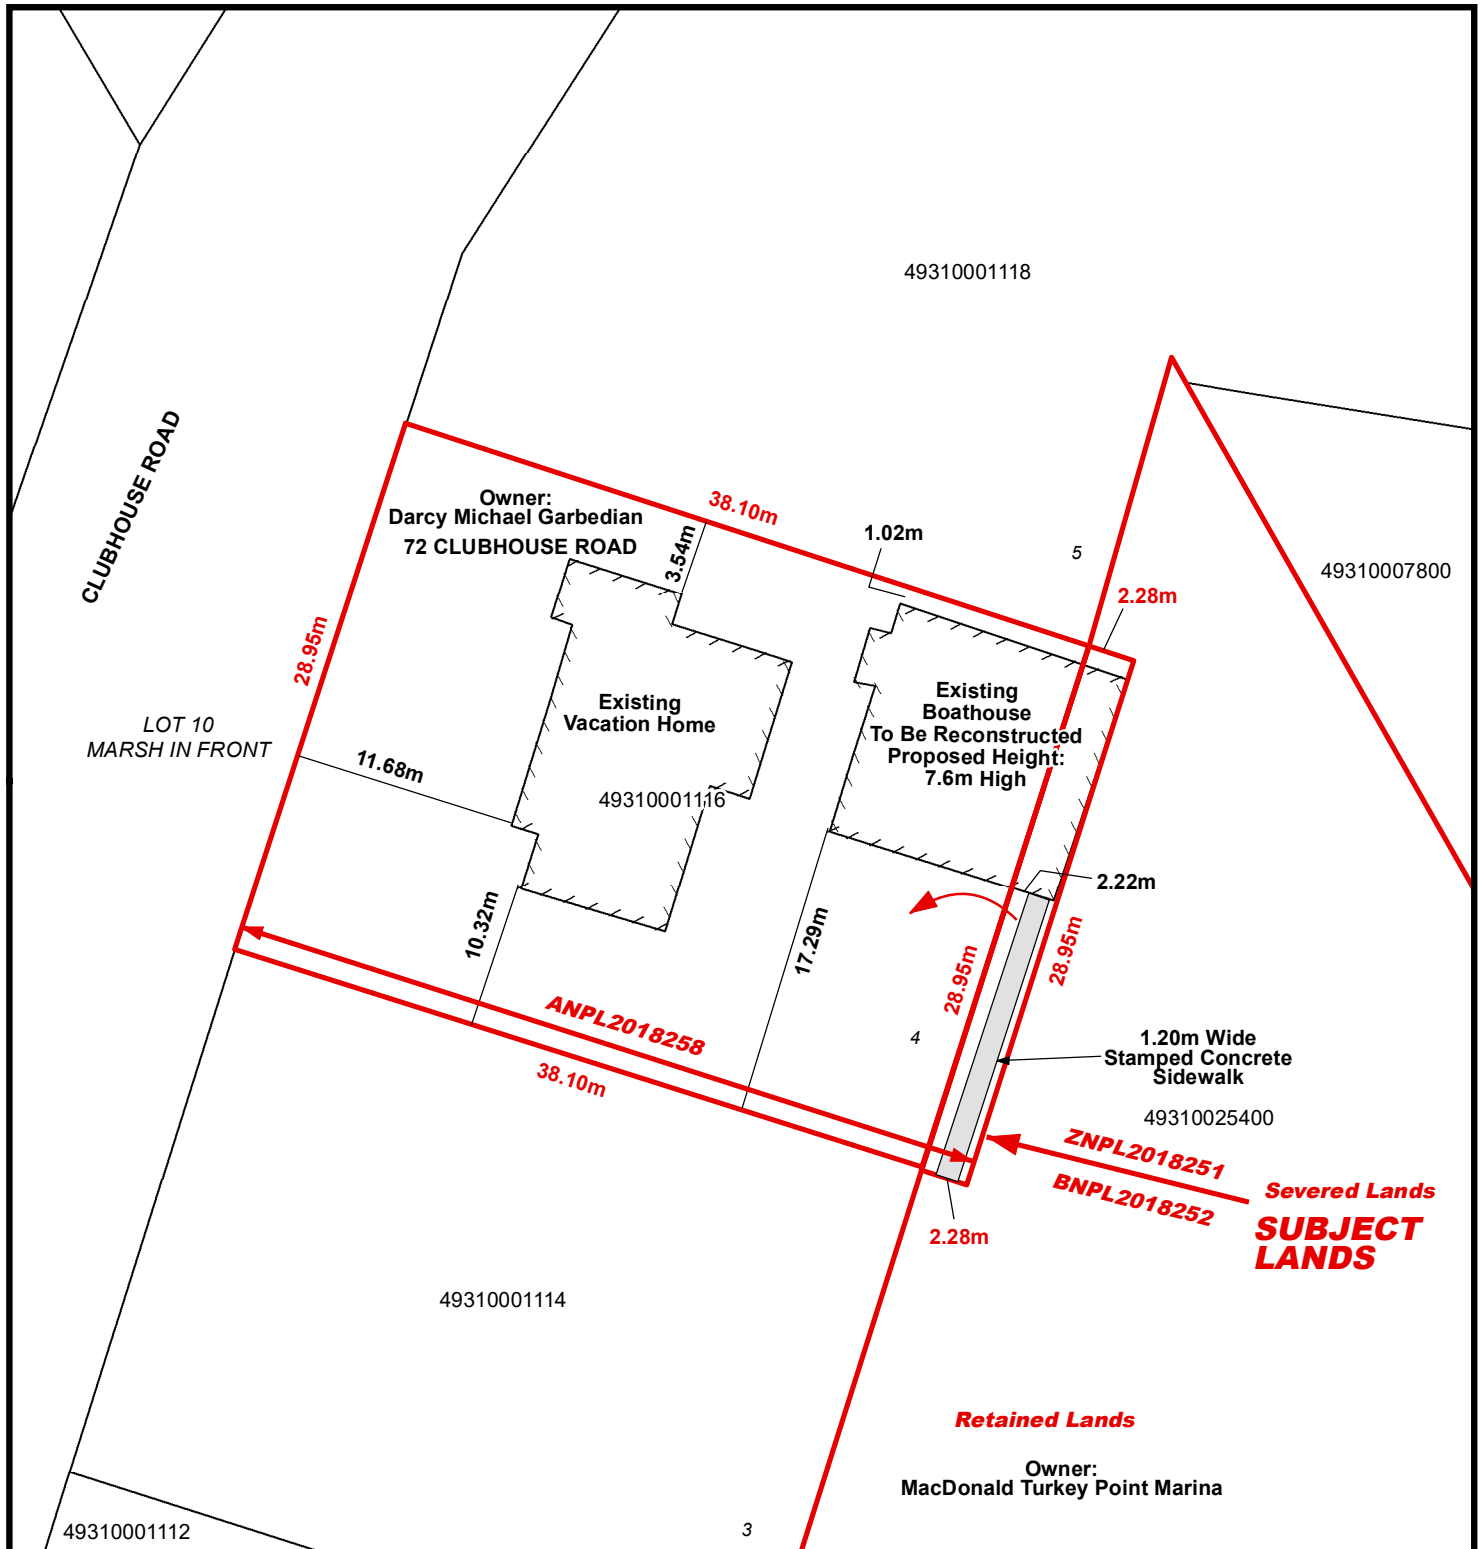 49310001118
CLUBHOUSE ROAD
Owner:
Darcy Michael Garbedian
72 CLUBHOUSE ROAD
38.10m
3.54m
1.02m
5
49310007800
2.28m
28.95m
LOT 10
MARSH IN FRONT
Existing
Vacation Home
Existing
Boathouse
To Be Reconstructed
Proposed Height:
7.6m High
11.68m
49310001116
2.22m
10.32m
17.29m
28.95m
28.95m
ANPL2018258
38.10m
4
1.20m Wide
Stamped Concrete
Sidewalk
49310025400
ZNPL2018251
BNPL2018252
Severed Lands
SUBJECT
LANDS
2.28m
49310001114
Retained Lands
Owner:
MacDonald Turkey Point Marina
49310001112
3